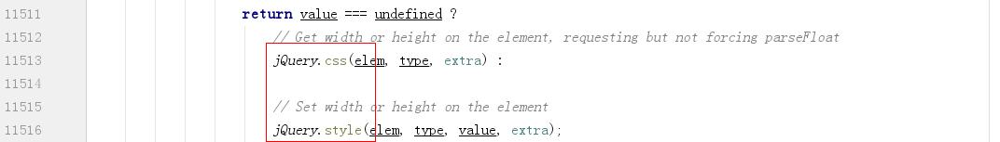 11511 return value === undefined ?
11512 // Get width or height on the element, requesting but not forcing parseFloat
11513 jQuery.css(elem, type, extra) :
11514
11515 // Set width or height on the element
11516 jQuery.style(elem, type, value, extra);